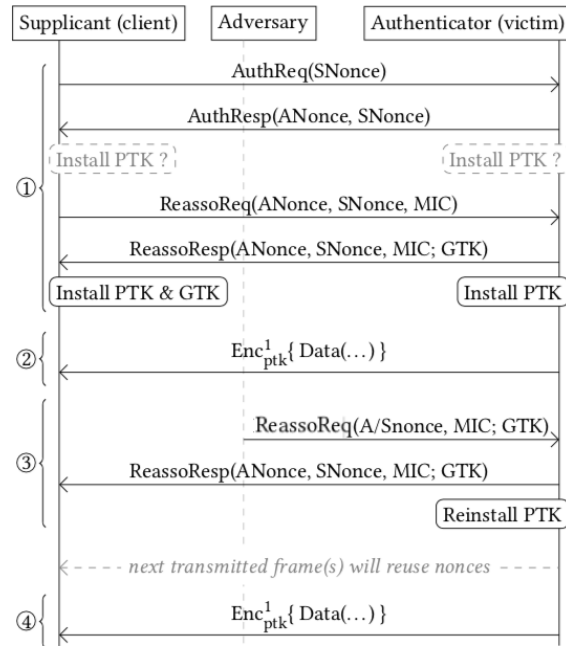 Supplicant (client) Adversary Authenticator (victim)
AuthReq(SNonce)
AuthResp(ANonce, SNonce)
Install PTK ? Install PTK ?
①
ReassoReq(ANonce, SNonce, MIC)
ReassoResp(ANonce, SNonce, MIC; GTK)
Install PTK & GTK Install PTK
② Enc¹ptk{ Data(…) }
ReassoReq(A/Snonce, MIC; GTK)
③ ReassoResp(ANonce, SNonce, MIC; GTK)
Reinstall PTK
next transmitted frame(s) will reuse nonces
④ Enc¹ptk{ Data(…) }